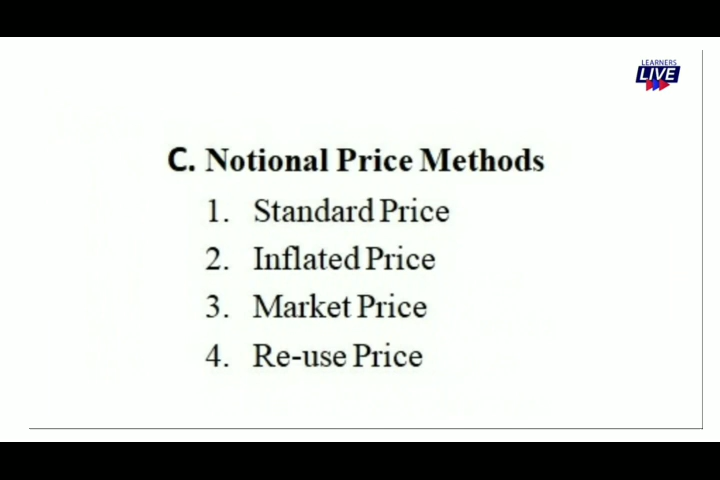 LEARNERS
LIVE
C. Notional Price Methods
1. Standard Price
2. Inflated Price
3. Market Price
4. Re-use Price